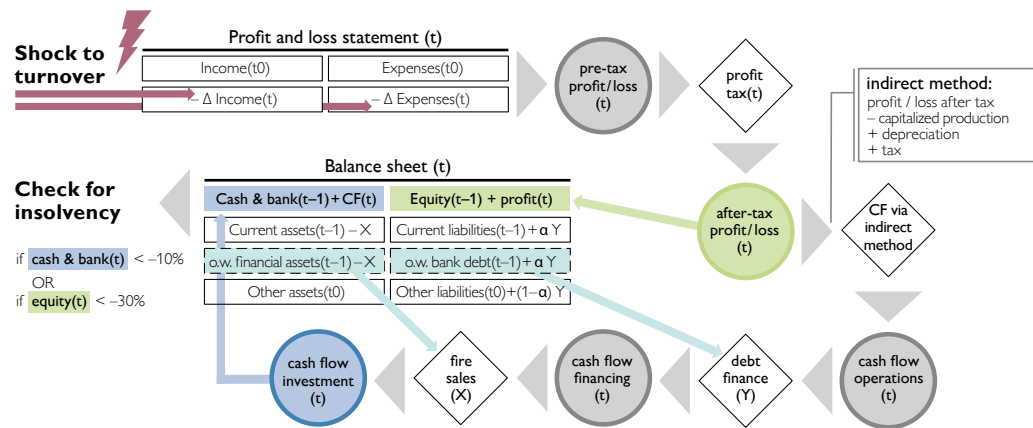 Shock to
turnover
Profit and loss statement (t)
Income(t0)
Expenses(t0)
– Δ Income(t)
– Δ Expenses(t)
pre-tax
profit/loss
(t)
profit
tax(t)
indirect method:
profit / loss after tax
– capitalized production
+ depreciation
+ tax
Check for
insolvency
if cash & bank(t) < –10%
OR
if equity(t) < –30%
Balance sheet (t)
Cash & bank(t–1)+CF(t)
Equity(t–1) + profit(t)
Current assets(t–1) – X
Current liabilities(t–1)+ α Y
o.w. financial assets(t–1) – X
o.w. bank debt(t–1)+ α Y
Other assets(t0)
Other liabilities(t0)+(1–α) Y
after-tax
profit/loss
(t)
CF via
indirect
method
cash flow
investment
(t)
fire
sales
(X)
cash flow
financing
(t)
debt
finance
(Y)
cash flow
operations
(t)